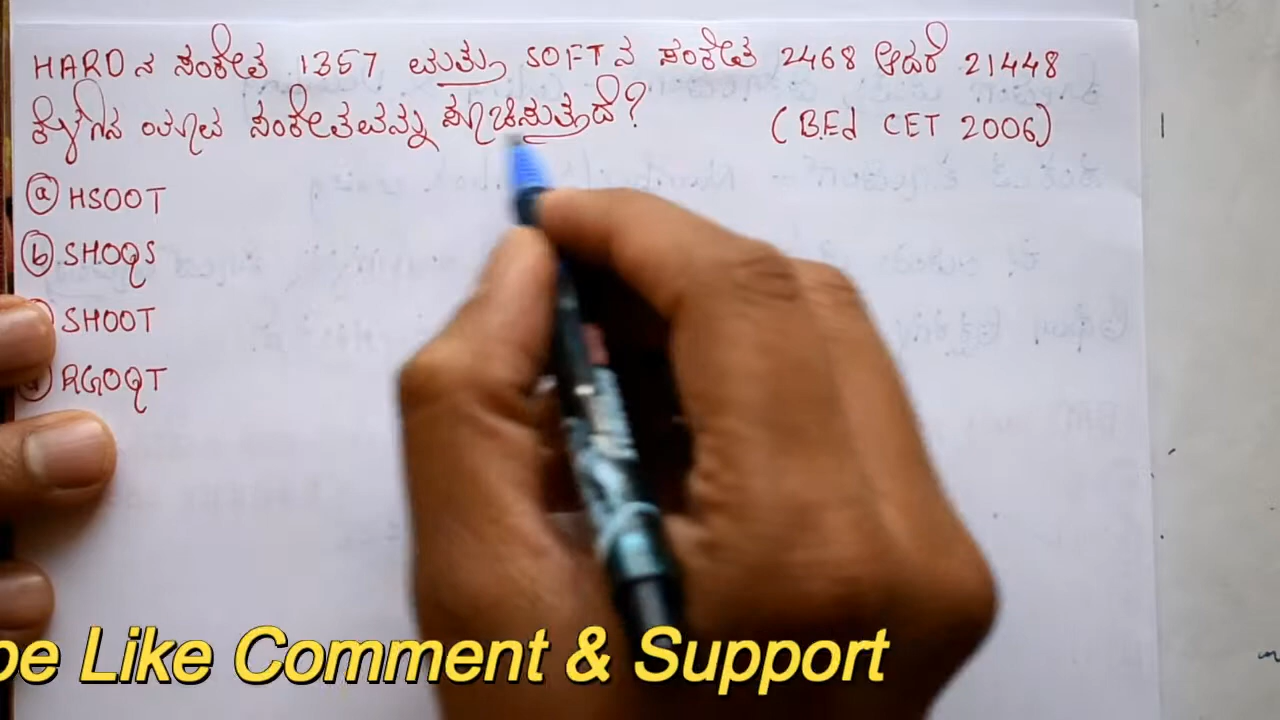 HARD ನ ಸಂಕೇತ 1357 ಮತ್ತು SOFT ನ ಸಂಕೇತ 2468 ಆದರೆ 21448
ಕೆಳಗಿನ ಯಾವ ಸಂಕೇತವನ್ನು ಸೂಚಿಸುತ್ತದೆ? (B.Ed CET 2006)
ⓐ HSOOT
ⓑ SHOQS
SHOOT
ⓓ RGOQT
be Like Comment & Support